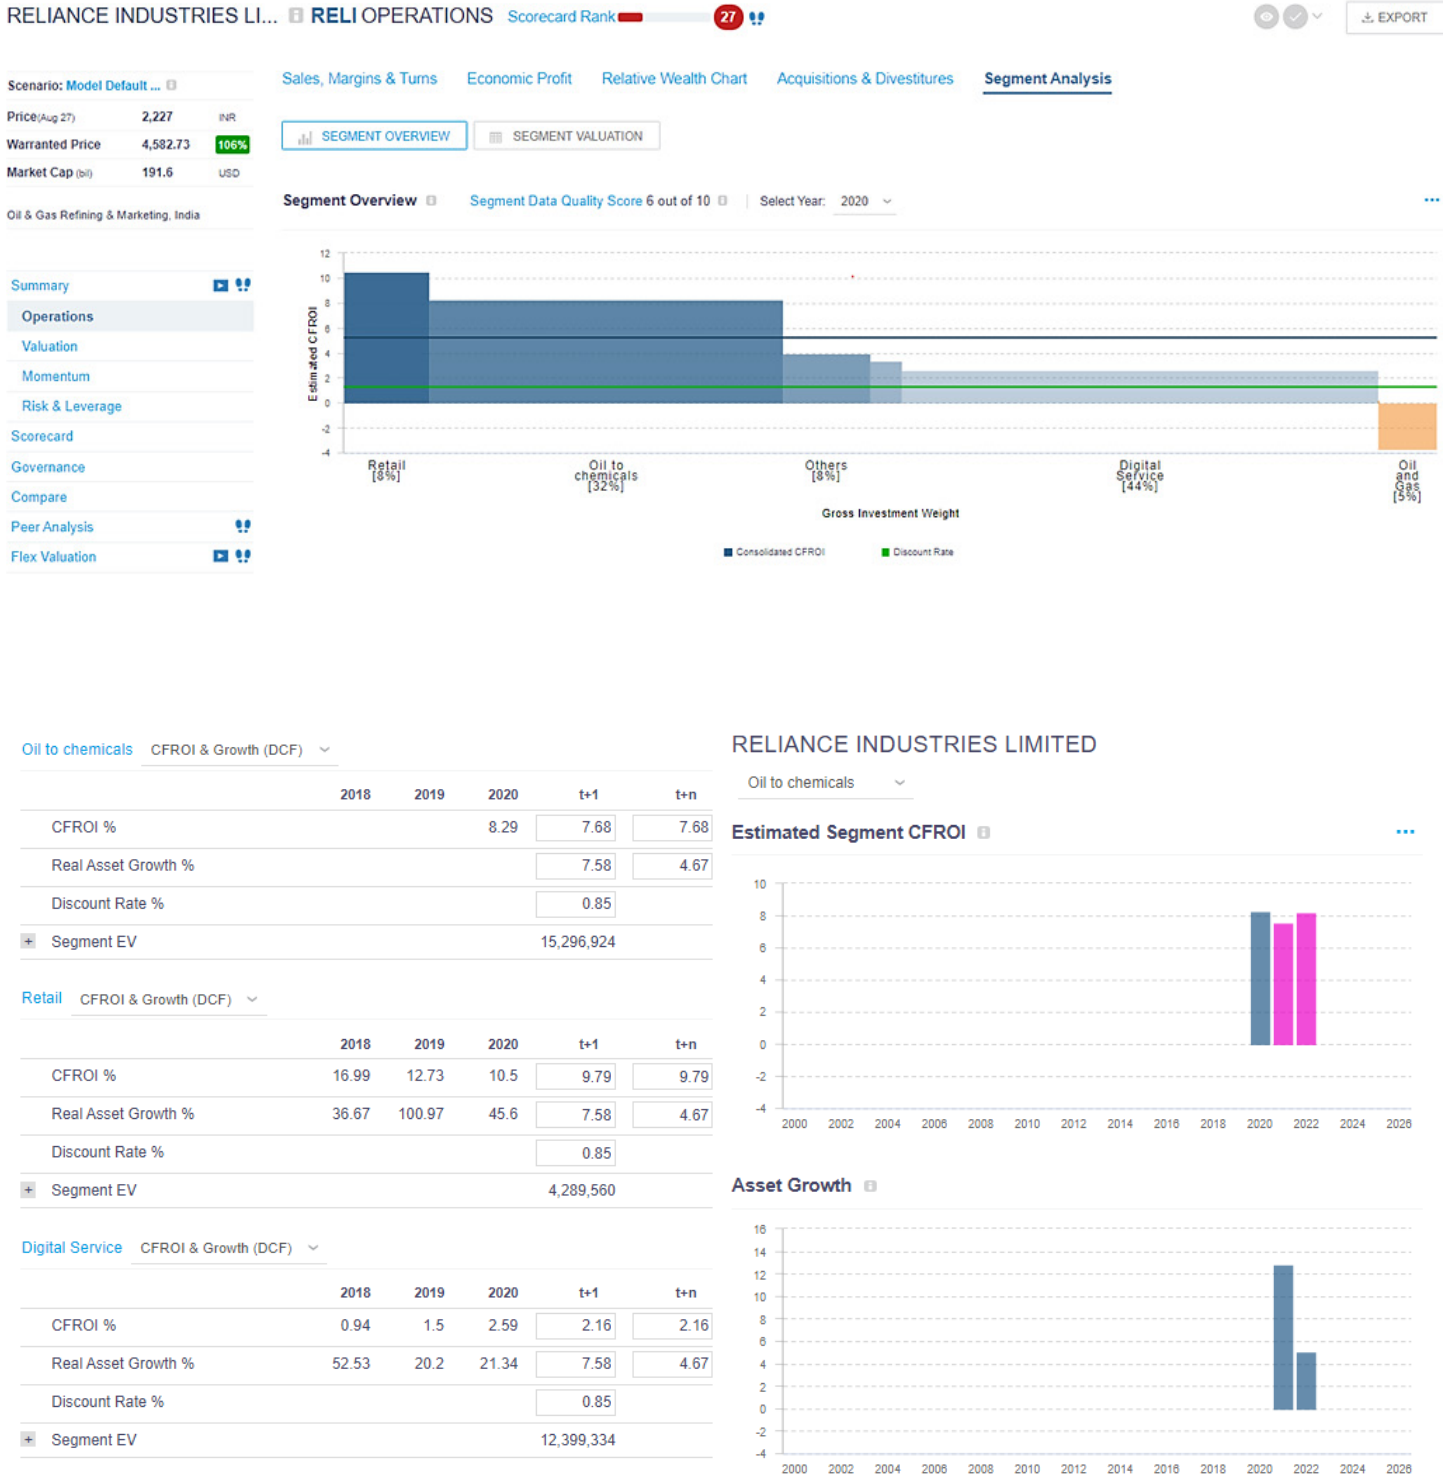 RELIANCE INDUSTRIES LI... RELI OPERATIONS Scorecard Rank 27
EXPORT
Scenario: Model Default ...
Price(Aug 27) 2,227 INR
Warranted Price 4,582.73 106%
Market Cap (bil) 191.6 USD
Oil & Gas Refining & Marketing, India
Summary
Operations
Valuation
Momentum
Risk & Leverage
Scorecard
Governance
Compare
Peer Analysis
Flex Valuation
Sales, Margins & Turns Economic Profit Relative Wealth Chart Acquisitions & Divestitures Segment Analysis
SEGMENT OVERVIEW SEGMENT VALUATION
Segment Overview Segment Data Quality Score 6 out of 10 Select Year: 2020
Estimated CFROI
12
10
8
6
4
2
0
-2
-4
Retail
[8%]
Oil to
chemicals
[32%]
Others
[8%]
Digital
Service
[44%]
Oil
and
Gas
[5%]
Gross Investment Weight
Consolidated CFROI Discount Rate
Oil to chemicals CFROI & Growth (DCF)
2018 2019 2020 t+1 t+n
CFROI % 8.29 7.68 7.68
Real Asset Growth % 7.58 4.67
Discount Rate % 0.85
+ Segment EV 15,296,924
Retail CFROI & Growth (DCF)
2018 2019 2020 t+1 t+n
CFROI % 16.99 12.73 10.5 9.79 9.79
Real Asset Growth % 36.67 100.97 45.6 7.58 4.67
Discount Rate % 0.85
+ Segment EV 4,289,560
Digital Service CFROI & Growth (DCF)
2018 2019 2020 t+1 t+n
CFROI % 0.94 1.5 2.59 2.16 2.16
Real Asset Growth % 52.53 20.2 21.34 7.58 4.67
Discount Rate % 0.85
+ Segment EV 12,399,334
RELIANCE INDUSTRIES LIMITED
Oil to chemicals
Estimated Segment CFROI
10
8
6
4
2
0
-2
-4
2000 2002 2004 2006 2008 2010 2012 2014 2016 2018 2020 2022 2024 2026
Asset Growth
16
14
12
10
8
6
4
2
0
-2
-4
2000 2002 2004 2006 2008 2010 2012 2014 2016 2018 2020 2022 2024 2026